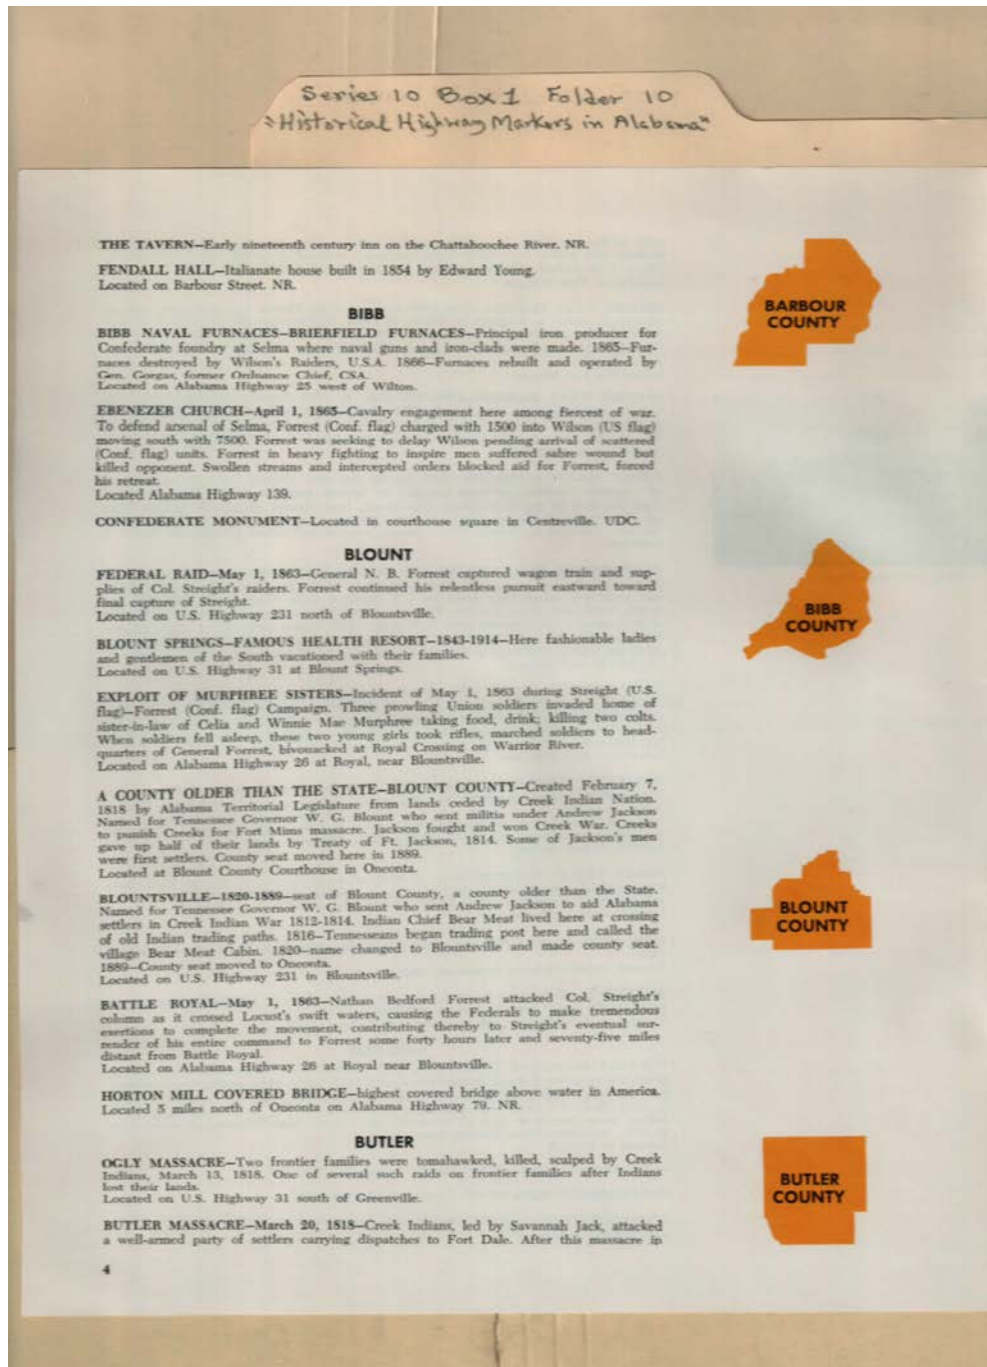 Series 10 Box 1 Folder 10
"Historical Highway Markers in Alabama"
THE TAVERN—Early nineteenth century inn on the Chattahoochee River. NR.
FENDALL HALL—Italianate house built in 1854 by Edward Young.
Located on Barbour Street. NR.
BARBOUR
COUNTY
BIBB
BIBB NAVAL FURNACES—BRIERFIELD FURNACES—Principal iron producer for
Confederate foundry at Selma where naval guns and iron-clads were made. 1865—Fur-
naces destroyed by Wilson's Raiders, U.S.A. 1866—Furnaces rebuilt and operated by
Gen. Gorgas, former Ordnance Chief, CSA.
Located on Alabama Highway 25 west of Wilton.
EBENEZER CHURCH—April 1, 1865—Cavalry engagement here among fiercest of war.
To defend arsenal of Selma, Forrest (Conf. flag) charged with 1500 into Wilson (US flag)
moving south with 7500. Forrest was seeking to delay Wilson pending arrival of scattered
(Conf. flag) units. Forrest in heavy fighting to inspire men suffered sabre wound but
killed opponent. Swollen streams and intercepted orders blocked aid for Forrest, forced
his retreat.
Located Alabama Highway 139.
CONFEDERATE MONUMENT—Located in courthouse square in Centreville. UDC.
BLOUNT
FEDERAL RAID—May 1, 1863—General N. B. Forrest captured wagon train and sup-
plies of Col. Streight's raiders. Forrest continued his relentless pursuit eastward toward
final capture of Streight.
Located on U.S. Highway 231 north of Blountsville.
BIBB
COUNTY
BLOUNT SPRINGS—FAMOUS HEALTH RESORT—1843-1914—Here fashionable ladies
and gentlemen of the South vacationed with their families.
Located on U.S. Highway 31 at Blount Springs.
EXPLOIT OF MURPHREE SISTERS—Incident of May 1, 1863 during Streight (U.S.
flag)—Forrest (Conf. flag) Campaign. Three prowling Union soldiers invaded home of
sister-in-law of Celia and Winnie Mae Murphree taking food, drink; killing two colts.
When soldiers fell asleep, these two young girls took rifles, marched soldiers to head-
quarters of General Forrest, bivouacked at Royal Crossing on Warrior River.
Located on Alabama Highway 26 at Royal, near Blountsville.
A COUNTY OLDER THAN THE STATE—BLOUNT COUNTY—Created February 7,
1818 by Alabama Territorial Legislature from lands ceded by Creek Indian Nation.
Named for Tennessee Governor W. G. Blount who sent militia under Andrew Jackson
to punish Creeks for Fort Mims massacre. Jackson fought and won Creek War. Creeks
gave up half of their lands by Treaty of Ft. Jackson, 1814. Some of Jackson's men
were first settlers. County seat moved here in 1889.
Located at Blount County Courthouse in Oneonta.
BLOUNTSVILLE—1820-1889—seat of Blount County, a county older than the State.
Named for Tennessee Governor W. G. Blount who sent Andrew Jackson to aid Alabama
settlers in Creek Indian War 1812-1814. Indian Chief Bear Meat lived here at crossing
of old Indian trading paths. 1816—Tennesseans began trading post here and called the
village Bear Meat Cabin. 1820—name changed to Blountsville and made county seat.
1889—County seat moved to Oneonta.
Located on U.S. Highway 231 in Blountsville.
BLOUNT
COUNTY
BATTLE ROYAL—May 1, 1863—Nathan Bedford Forrest attacked Col. Streight's
column as it crossed Locust's swift waters, causing the Federals to make tremendous
exertions to complete the movement, contributing thereby to Streight's eventual sur-
render of his entire command to Forrest some forty hours later and seventy-five miles
distant from Battle Royal.
Located on Alabama Highway 26 at Royal near Blountsville.
HORTON MILL COVERED BRIDGE—highest covered bridge above water in America.
Located 5 miles north of Oneonta on Alabama Highway 79. NR.
BUTLER
OGLY MASSACRE—Two frontier families were tomahawked, killed, scalped by Creek
Indians, March 13, 1818. One of several such raids on frontier families after Indians
lost their lands.
Located on U.S. Highway 31 south of Greenville.
BUTLER
COUNTY
BUTLER MASSACRE—March 20, 1818—Creek Indians, led by Savannah Jack, attacked
a well-armed party of settlers carrying dispatches to Fort Dale. After this massacre in
4